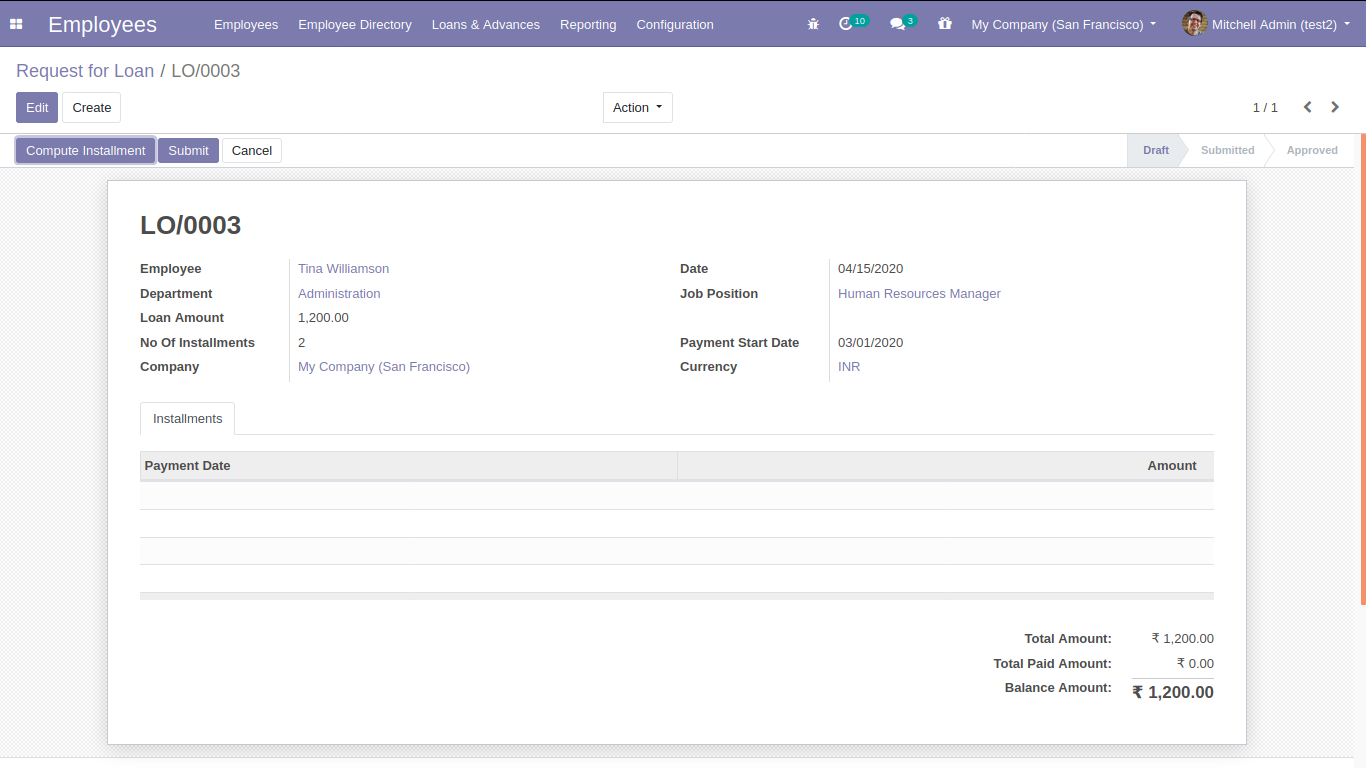 Employees Employees Employee Directory Loans & Advances Reporting Configuration 10 3 My Company (San Francisco) Mitchell Admin (test2)
Request for Loan / LO/0003
Edit Create Action 1 / 1
Compute Installment Submit Cancel Draft Submitted Approved
LO/0003
Employee Tina Williamson Date 04/15/2020
Department Administration Job Position Human Resources Manager
Loan Amount 1,200.00
No Of Installments 2 Payment Start Date 03/01/2020
Company My Company (San Francisco) Currency INR
Installments
Payment Date Amount
Total Amount: ₹ 1,200.00
Total Paid Amount: ₹ 0.00
Balance Amount: ₹ 1,200.00